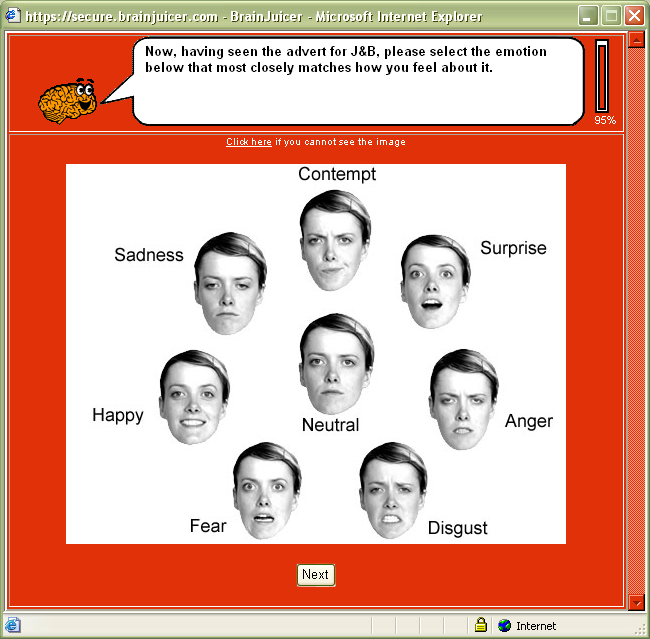 https://secure.brainjuicer.com - BrainJuicer - Microsoft Internet Explorer
Now, having seen the advert for J&B, please select the emotion
below that most closely matches how you feel about it.
95%
Click here if you cannot see the image
Contempt
Sadness
Surprise
Happy
Neutral
Anger
Fear
Disgust
Next
Internet